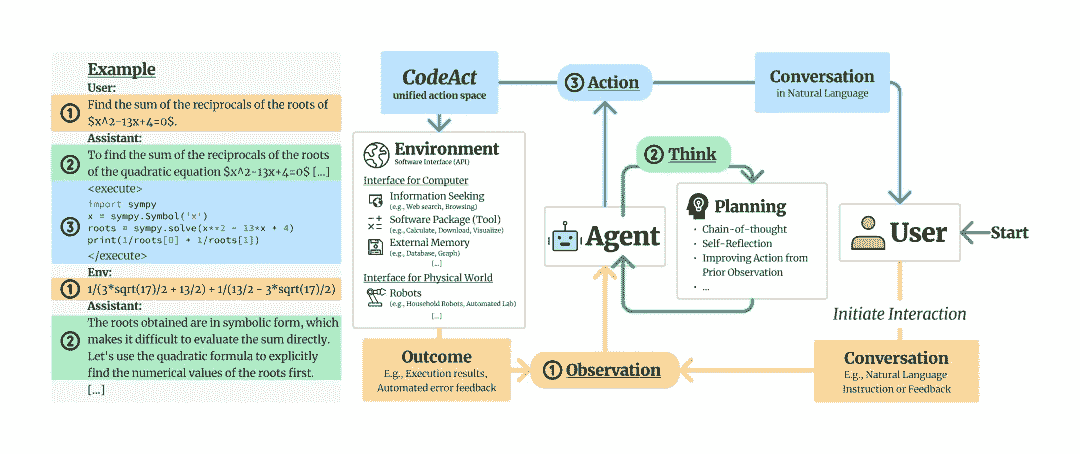 Example
User:
① Find the sum of the reciprocals of the roots of
$x^2-13x+4=0$.
Assistant:
② To find the sum of the reciprocals of the roots
of the quadratic equation $x^2-13x+4=0$ [...]
<execute>
③ import sympy
x = sympy.Symbol('x')
roots = sympy.solve(x**2 - 13*x + 4)
print(1/roots[0] + 1/roots[1])
</execute>
Env:
① 1/(3*sqrt(17)/2 + 13/2) + 1/(13/2 - 3*sqrt(17)/2)
Assistant:
② The roots obtained are in symbolic form, which
makes it difficult to evaluate the sum directly.
Let's use the quadratic formula to explicitly
find the numerical values of the roots first.
[...]
CodeAct
unified action space
③ Action
Conversation
in Natural Language
Environment
Software Interface (API)
Interface for Computer
Information Seeking
(e.g., Web search, Browsing)
Software Package (Tool)
(e.g., Calculate, Download, Visualize)
External Memory
(e.g., Database, Graph)
[...]
Interface for Physical World
Robots
(e.g., Household Robots, Automated Lab)
[...]
② Think
Planning
• Chain-of-thought
• Self-Reflection
• Improving Action from
Prior Observation
• ...
Agent
User
Start
Initiate Interaction
Outcome
E.g., Execution results,
Automated error feedback
① Observation
Conversation
E.g., Natural Language
Instruction or Feedback